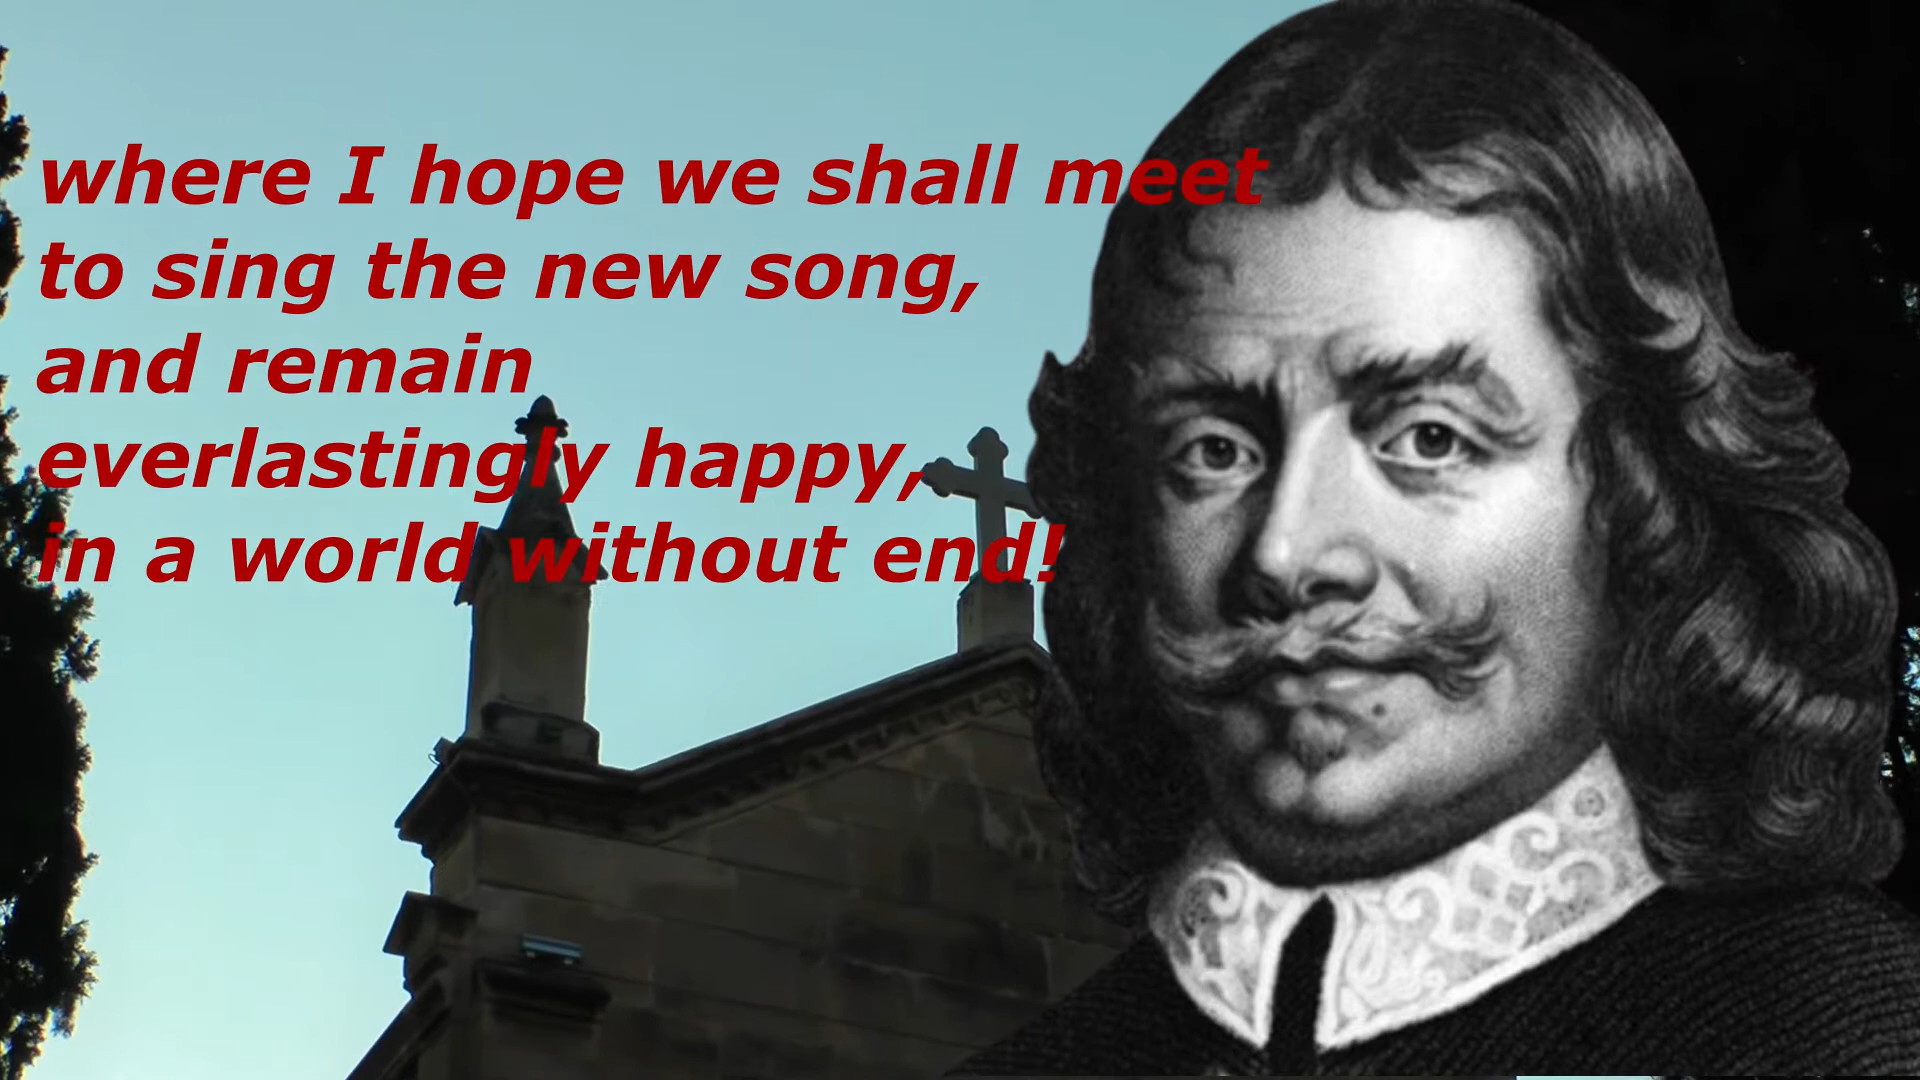 where I hope we shall meet
to sing the new song,
and remain
everlastingly happy,
in a world without end!